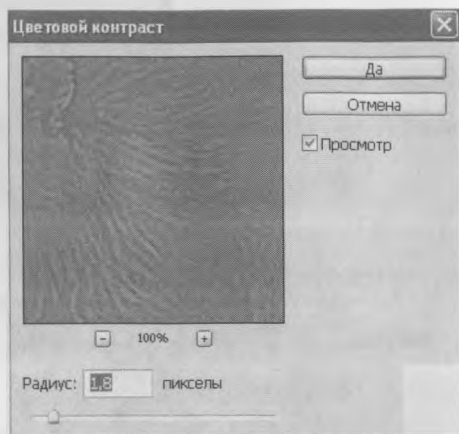 Цветовой контраст
Да
Отмена
Просмотр
100%
Радиус: 1,8 пикселы